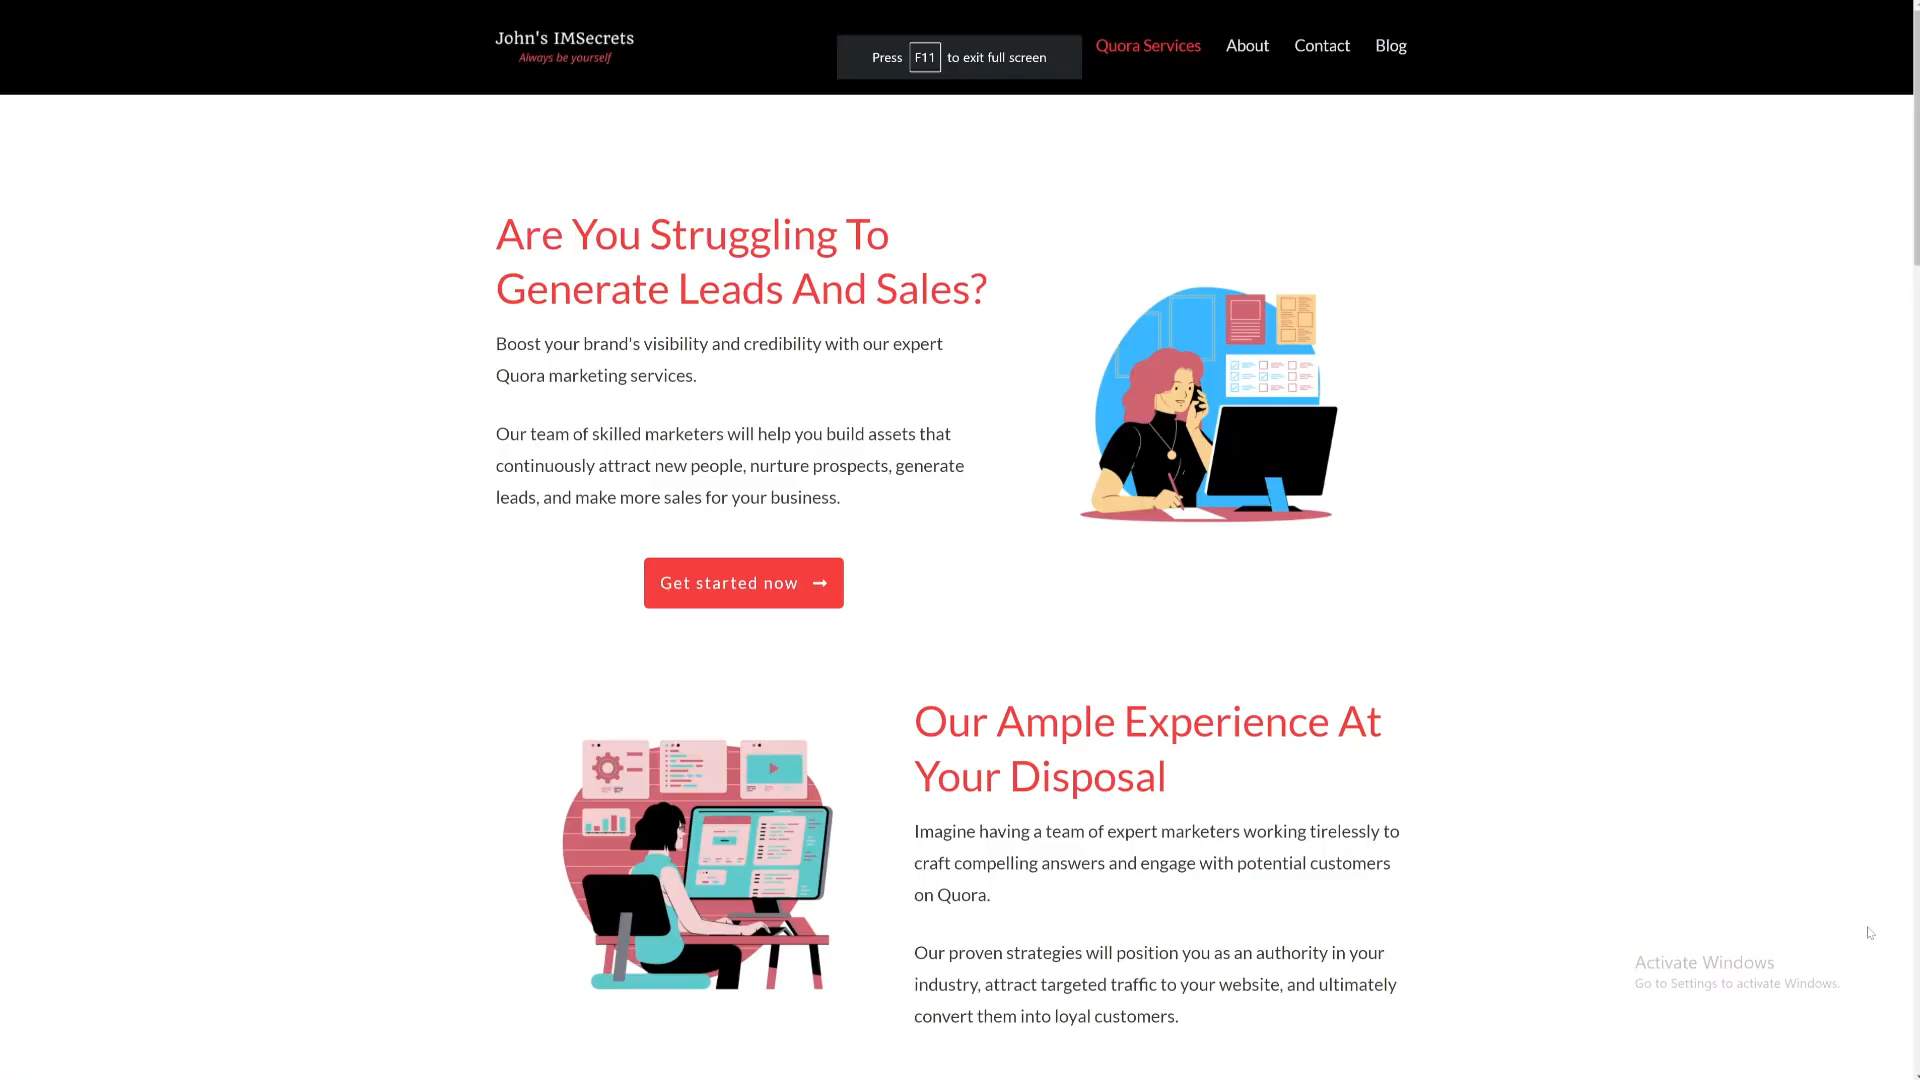 John's IMSecrets
Always be yourself
Press F11 to exit full screen
Quora Services About Contact Blog
Are You Struggling To
Generate Leads And Sales?
Boost your brand's visibility and credibility with our expert
Quora marketing services.
Our team of skilled marketers will help you build assets that
continuously attract new people, nurture prospects, generate
leads, and make more sales for your business.
Get started now
Our Ample Experience At
Your Disposal
Imagine having a team of expert marketers working tirelessly to
craft compelling answers and engage with potential customers
on Quora.
Our proven strategies will position you as an authority in your
industry, attract targeted traffic to your website, and ultimately
convert them into loyal customers.
Activate Windows
Go to Settings to activate Windows.